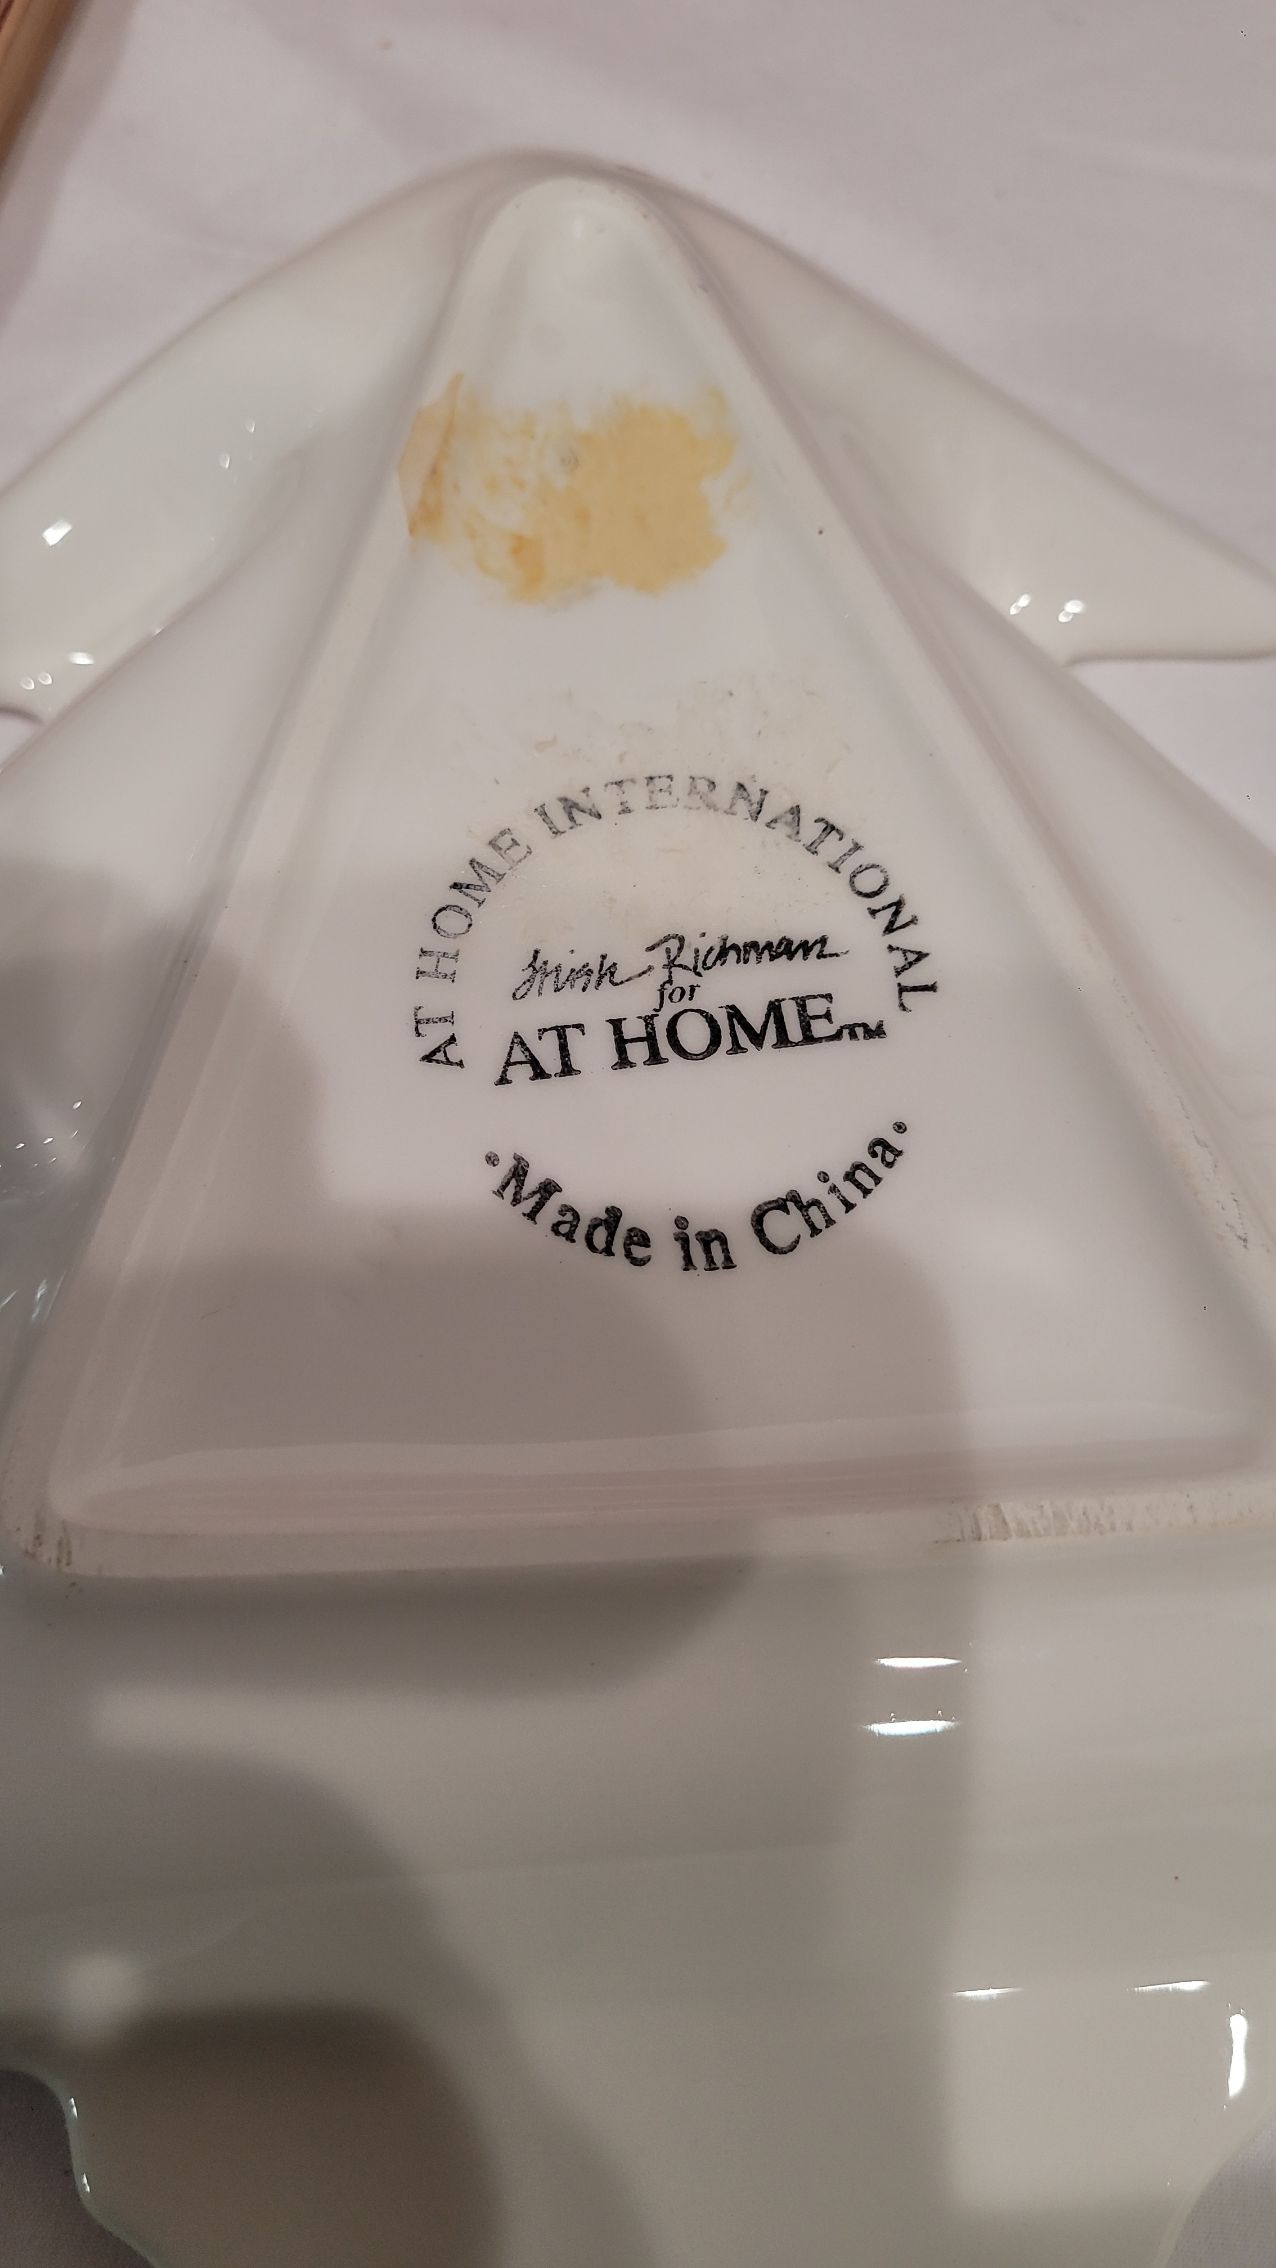 AT HOME INTERNATIONAL
Trish Richman
for
AT HOME™
·Made in China·